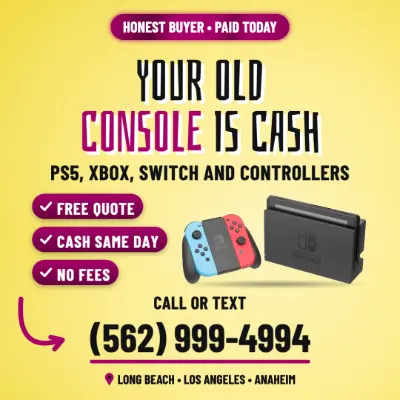 HONEST BUYER • PAID TODAY
YOUR OLD
CONSOLE IS CASH
PS5, XBOX, SWITCH AND CONTROLLERS
FREE QUOTE
CASH SAME DAY
NO FEES
CALL OR TEXT
(562) 999-4994
LONG BEACH • LOS ANGELES • ANAHEIM